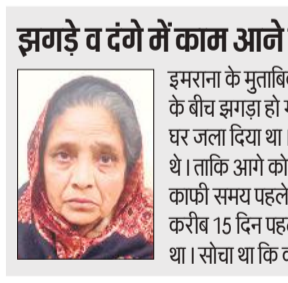 झगड़े व दंगे में काम आने
इमराना के मुताबि
के बीच झगड़ा हो
घर जला दिया था।
थे। ताकि आगे को
काफी समय पहले
करीब 15 दिन पह
था। सोचा था कि